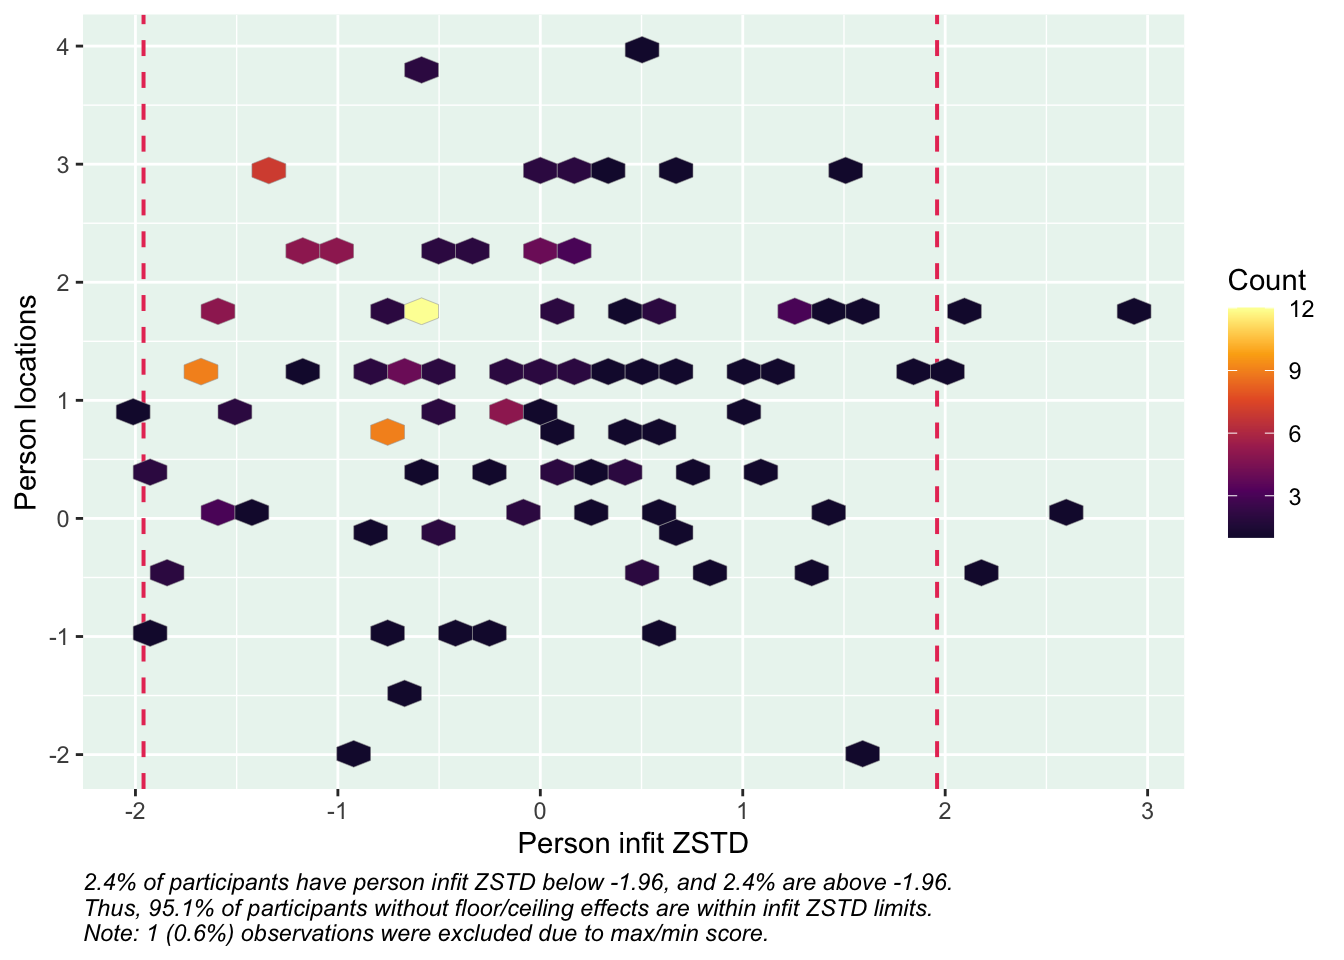 Person locations
4
3
2
1
0
-1
-2
-2
-1
0
1
2
3
Person infit ZSTD
Count
12
9
6
3
2.4% of participants have person infit ZSTD below -1.96, and 2.4% are above -1.96.
Thus, 95.1% of participants without floor/ceiling effects are within infit ZSTD limits.
Note: 1 (0.6%) observations were excluded due to max/min score.